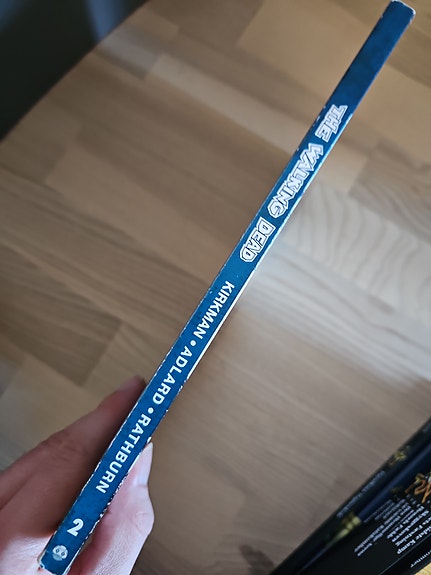 THE WALKING DEAD
KIRKMAN • ADLARD • RATHBURN
2